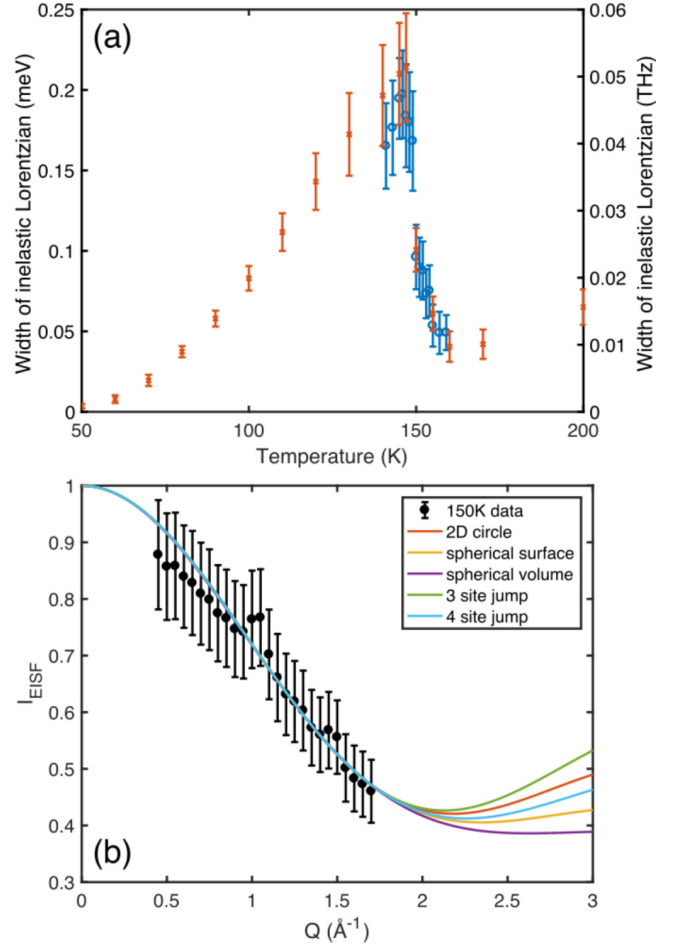 (a)
0.25
0.2
0.15
0.1
0.05
0
Width of inelastic Lorentzian (meV)
0.06
0.05
0.04
0.03
0.02
0.01
0
Width of inelastic Lorentzian (THz)
50 100 150 200
Temperature (K)
(b)
1
0.9
0.8
0.7
0.6
0.5
0.4
0.3
I_EISF
150K data
2D circle
spherical surface
spherical volume
3 site jump
4 site jump
0 0.5 1 1.5 2 2.5 3
Q (Å⁻¹)